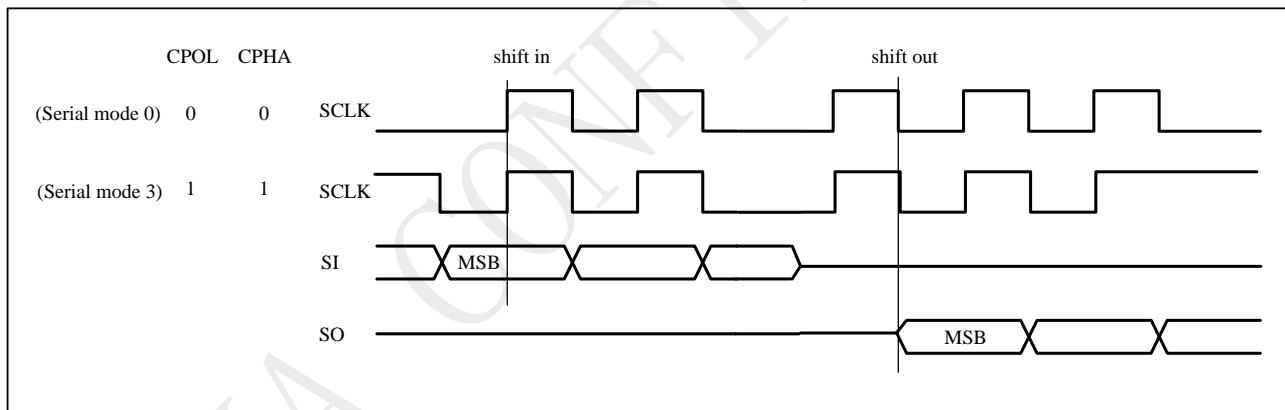 CPOL CPHA shift in shift out
(Serial mode 0) 0 0 SCLK
(Serial mode 3) 1 1 SCLK
SI MSB
SO MSB